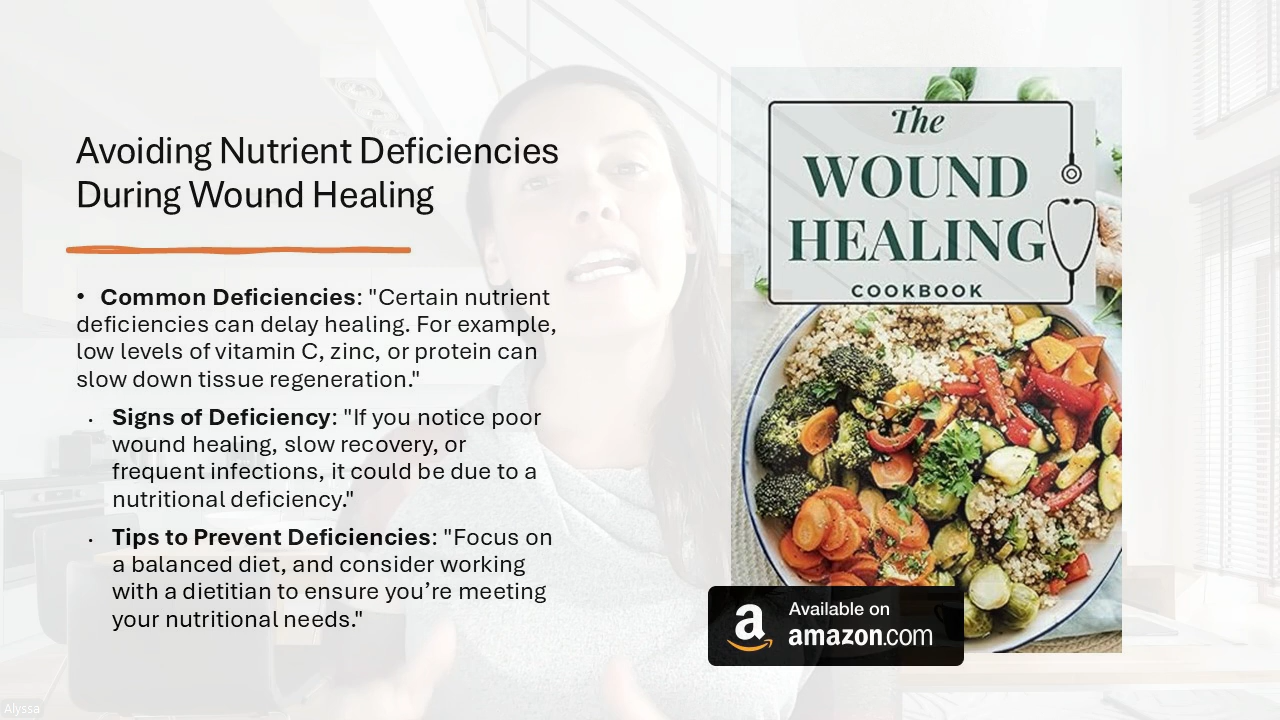 Avoiding Nutrient Deficiencies
During Wound Healing
• Common Deficiencies: "Certain nutrient
deficiencies can delay healing. For example,
low levels of vitamin C, zinc, or protein can
slow down tissue regeneration."
· Signs of Deficiency: "If you notice poor
wound healing, slow recovery, or
frequent infections, it could be due to a
nutritional deficiency."
· Tips to Prevent Deficiencies: "Focus on
a balanced diet, and consider working
with a dietitian to ensure you’re meeting
your nutritional needs."
The
WOUND
HEALING
COOKBOOK
Available on
a amazon.com
Alyssa